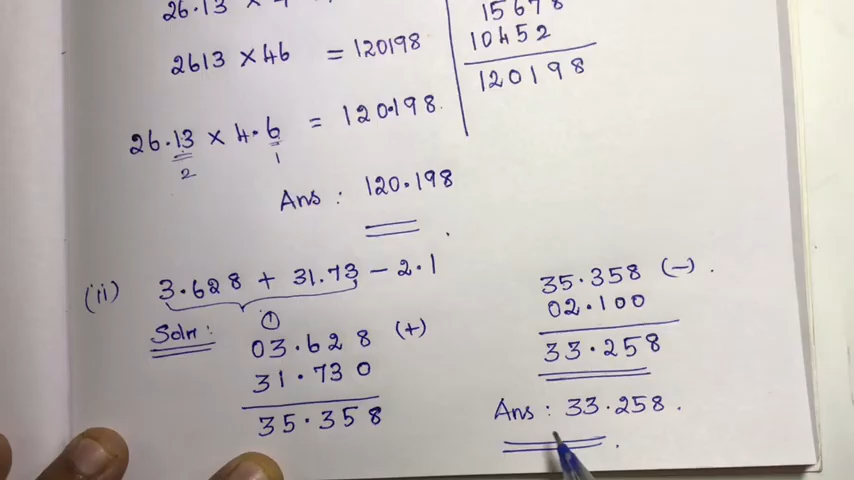 26.13 ×
15678
10452
2613 × 46 = 120198
120198
26.13 × 4.6 = 120.198.
2 1
Ans : 120.198
(ii) 3.628 + 31.73 - 2.1
Soln :
1
03.628 (+)
31.730
35.358
35.358 (-) .
02.100
33.258
Ans : 33.258 .